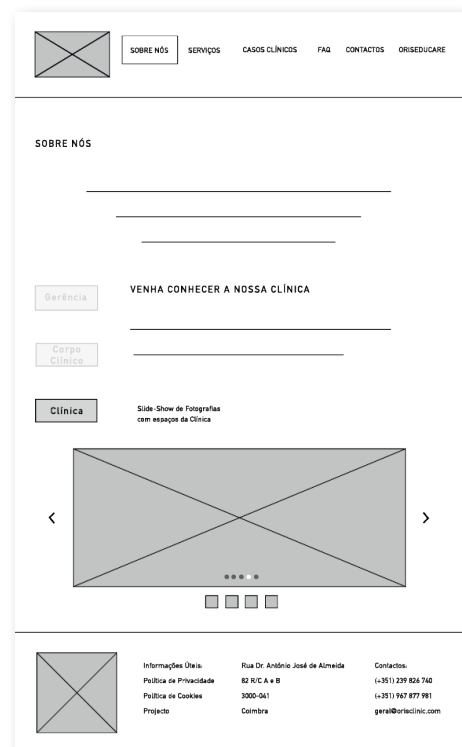 SOBRE NÓS
SERVIÇOS
CASOS CLÍNICOS
FAQ
CONTACTOS
ORISEDUCARE
SOBRE NÓS
Gerência
VENHA CONHECER A NOSSA CLÍNICA
Corpo
Clínico
Clínica
Slide-Show de Fotografias
com espaços da Clínica
Informações Úteis:
Política de Privacidade
Política de Cookies
Projecto
Rua Dr. António José de Almeida
82 R/C A e B
3000-041
Coimbra
Contactos:
(+351) 239 826 740
(+351) 967 877 981
geral@orisclinic.com